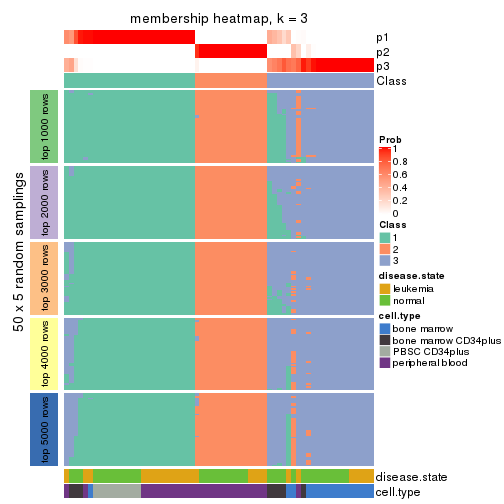 membership heatmap, k = 3
p1
p2
p3
Class
50 x 5 random samplings
top 1000 rows
top 2000 rows
top 3000 rows
top 4000 rows
top 5000 rows
disease.state
cell.type
Prob
1
0.8
0.6
0.4
0.2
0
Class
1
2
3
disease.state
leukemia
normal
cell.type
bone marrow
bone marrow CD34plus
PBSC CD34plus
peripheral blood